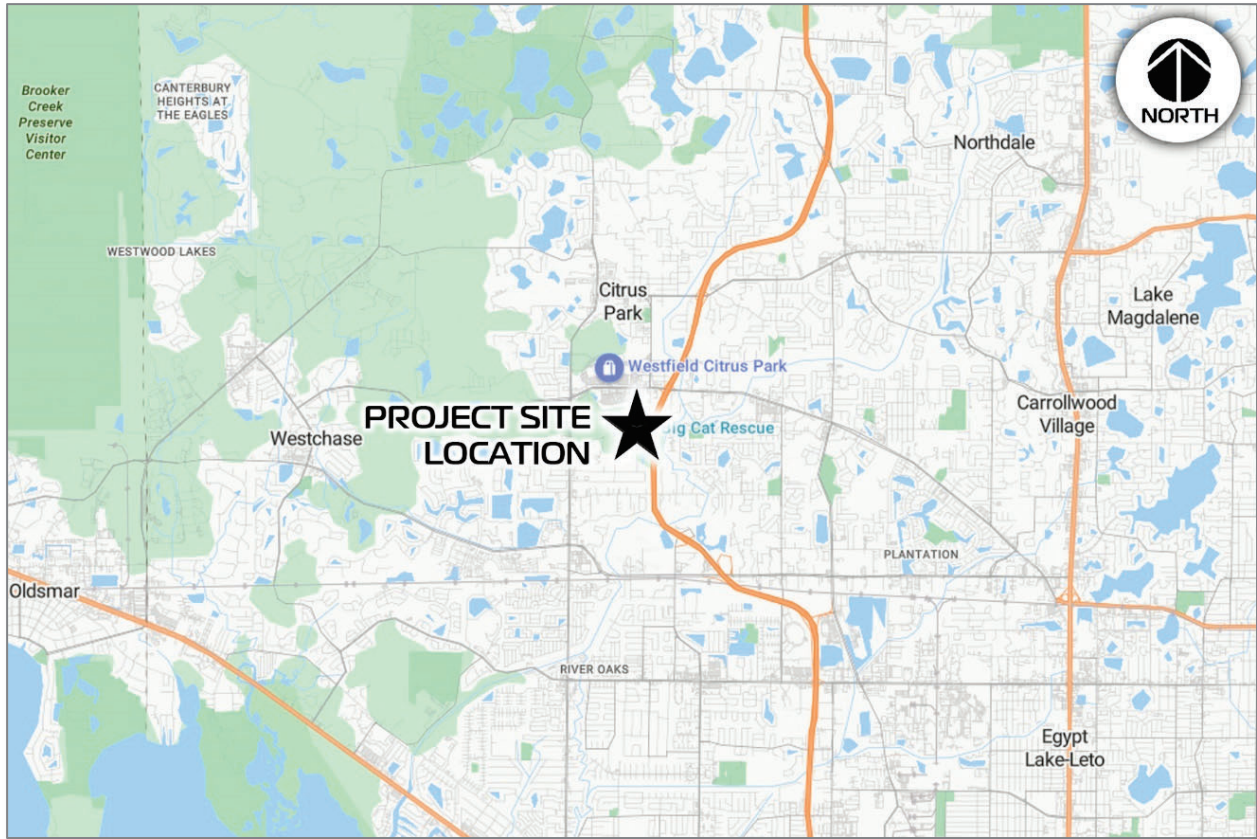 Brooker
Creek
Preserve
Visitor
Center
CANTERBURY
HEIGHTS AT
THE EAGLES
NORTH
Northdale
WESTWOOD LAKES
Citrus
Park
Lake
Magdalene
Westfield Citrus Park
PROJECT SITE
LOCATION
Cat Rescue
Carrollwood
Village
Westchase
PLANTATION
Oldsmar
RIVER OAKS
Egypt
Lake-Leto